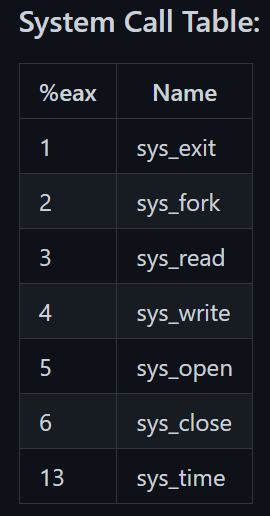 System Call Table:
%eax Name
1 sys_exit
2 sys_fork
3 sys_read
4 sys_write
5 sys_open
6 sys_close
13 sys_time